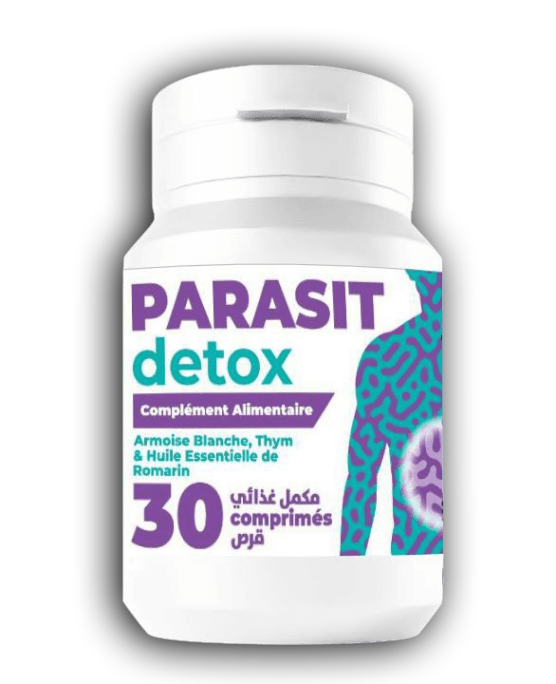 PARASIT
detox
Complément Alimentaire
Armoise Blanche, Thym
& Huile Essentielle de
Romarin
30
مكمل غذائي
comprimés
قرص